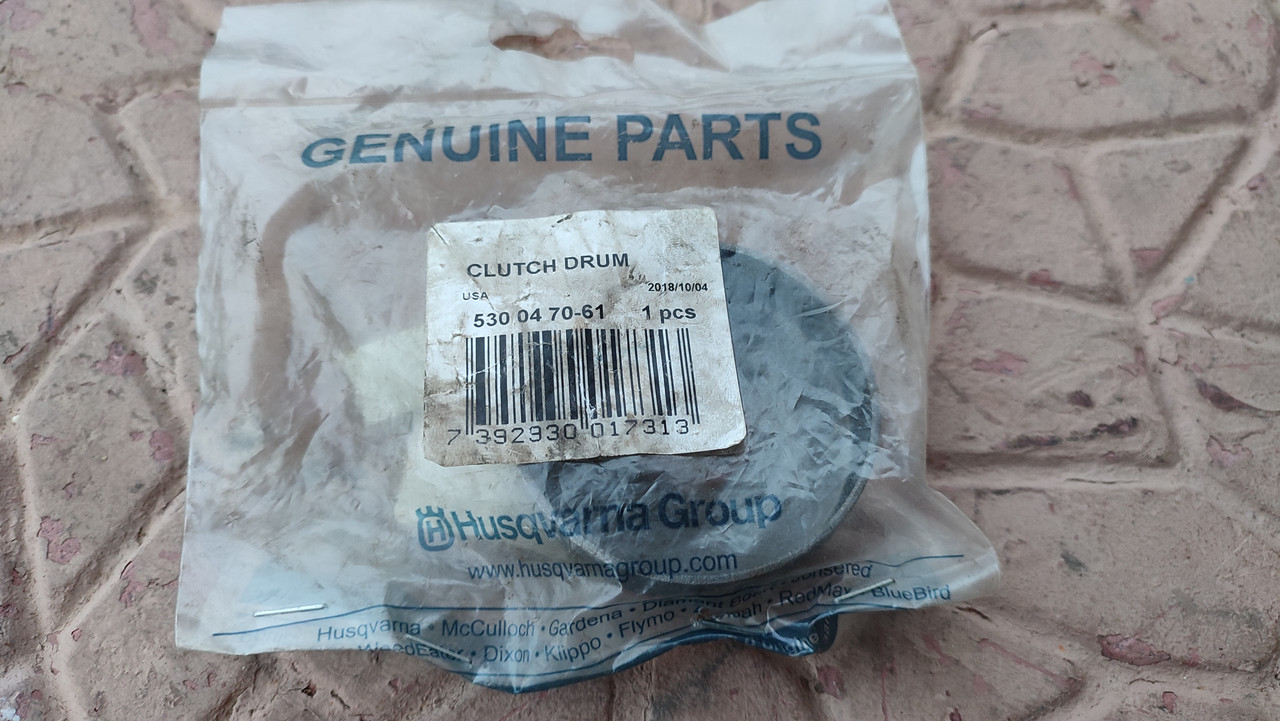 GENUINE PARTS
CLUTCH DRUM
USA 2018/10/04
530 04 70-61 1 pcs
7 392930 017313
H Husqvarna Group
www.husqvarnagroup.com
Husqvarna • McCulloch • Gardena • Diamant • RedMax • BlueBird
WeedEater • Dixon • Klippo • Flymo •